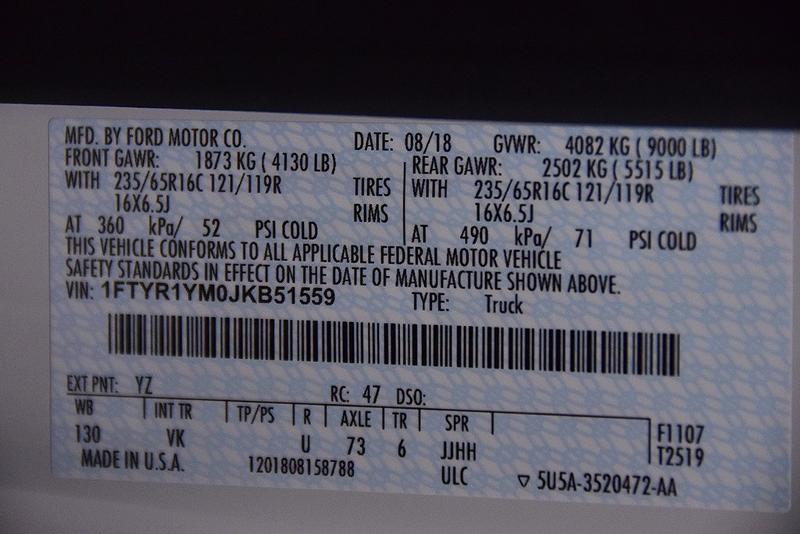 MFD. BY FORD MOTOR CO. DATE: 08/18 GVWR: 4082 KG ( 9000 LB)
FRONT GAWR: 1873 KG ( 4130 LB) REAR GAWR: 2502 KG ( 5515 LB)
WITH 235/65R16C 121/119R TIRES WITH 235/65R16C 121/119R TIRES
16X6.5J RIMS 16X6.5J RIMS
AT 360 kPa/ 52 PSI COLD AT 490 kPa/ 71 PSI COLD
THIS VEHICLE CONFORMS TO ALL APPLICABLE FEDERAL MOTOR VEHICLE
SAFETY STANDARDS IN EFFECT ON THE DATE OF MANUFACTURE SHOWN ABOVE.
VIN: 1FTYR1YM0JKB51559 TYPE: Truck
EXT PNT: YZ RC: 47 DSO:
WB INT TR TP/PS R AXLE TR SPR F1107
130 VK U 73 6 JJHH T2519
MADE IN U.S.A. 1201808158788 ULC ▽ 5U5A-3520472-AA